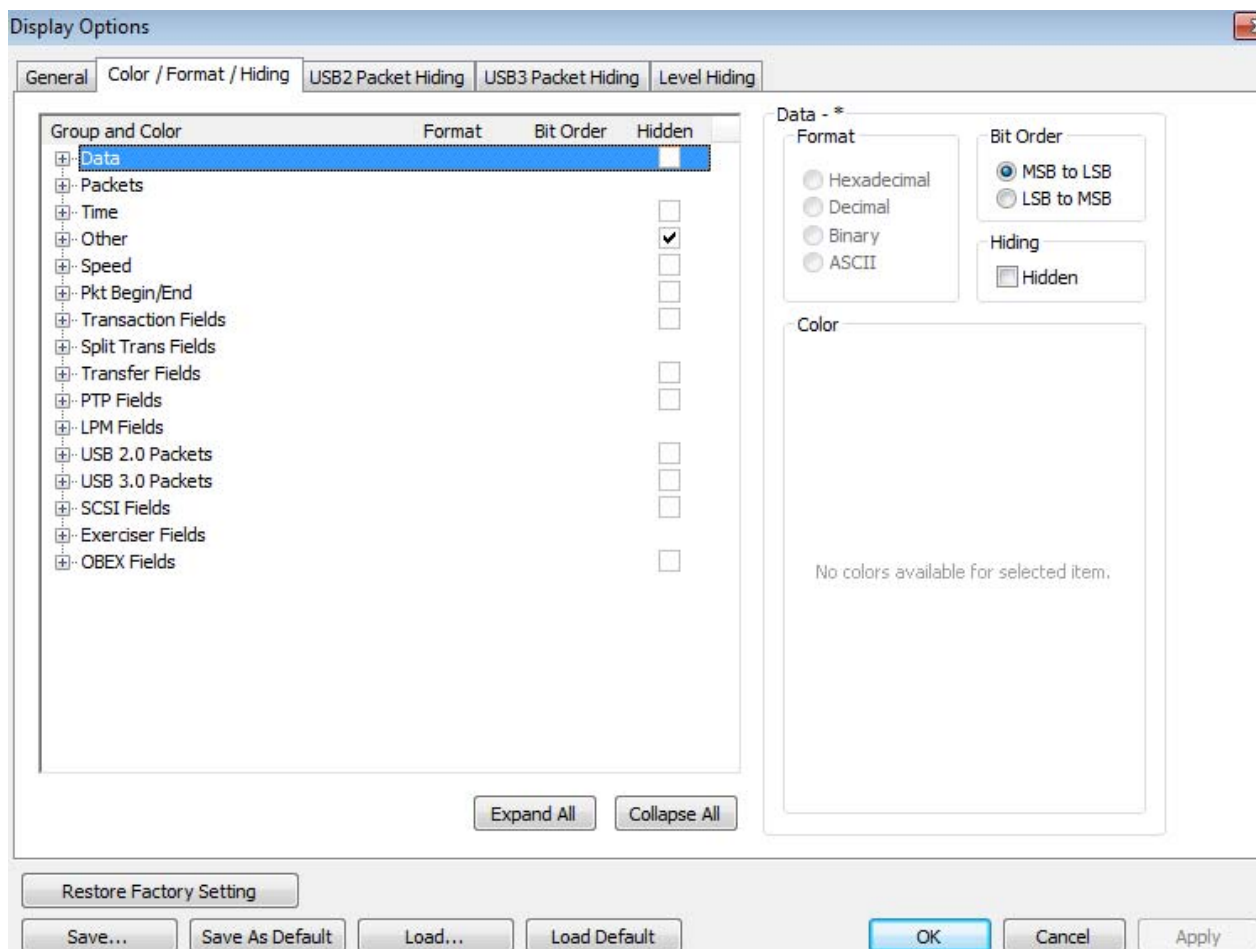 Display Options
General Color / Format / Hiding USB2 Packet Hiding USB3 Packet Hiding Level Hiding
Group and Color Format Bit Order Hidden
Data
Packets
Time
Other
Speed
Pkt Begin/End
Transaction Fields
Split Trans Fields
Transfer Fields
PTP Fields
LPM Fields
USB 2.0 Packets
USB 3.0 Packets
SCSI Fields
Exerciser Fields
OBEX Fields
Expand All Collapse All
Data - *
Format
Hexadecimal
Decimal
Binary
ASCII
Bit Order
MSB to LSB
LSB to MSB
Hiding
Hidden
Color
No colors available for selected item.
Restore Factory Setting
Save... Save As Default Load... Load Default OK Cancel Apply